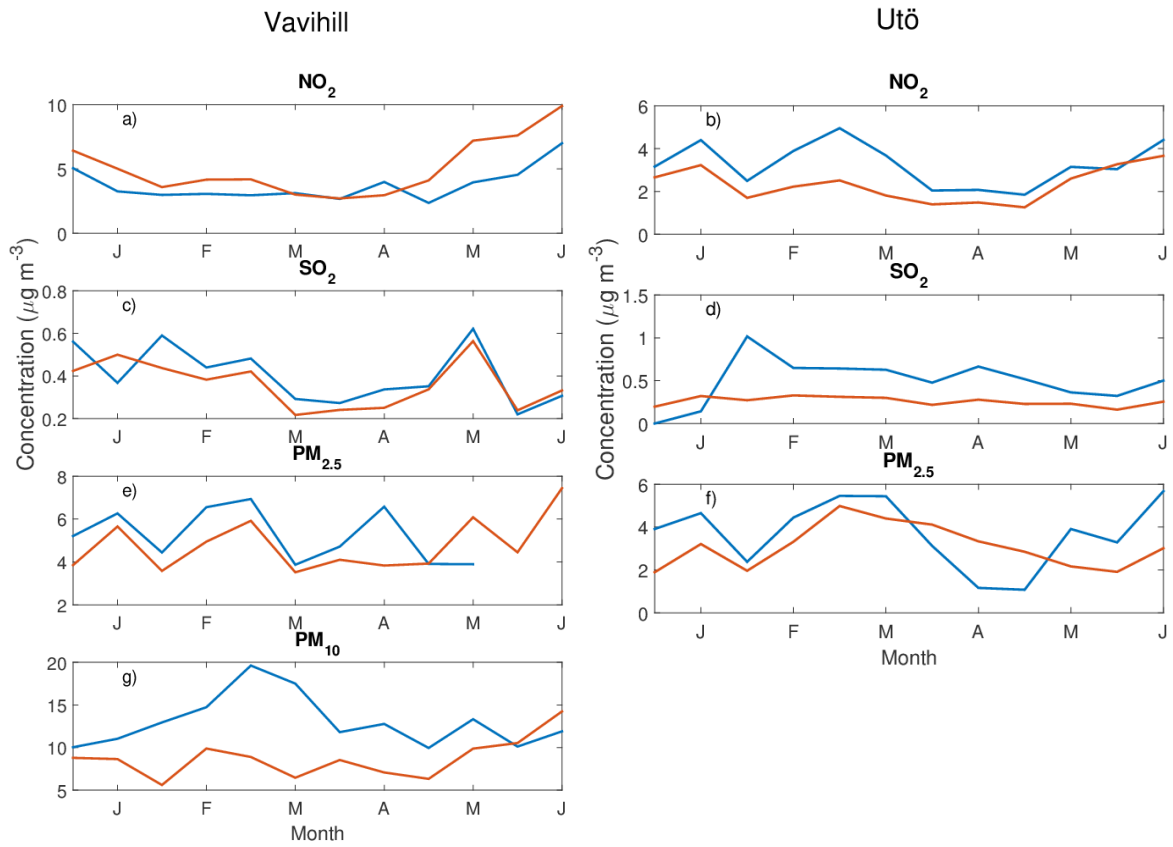 Vavihill
Utö
NO2
a)
10
5
0
J F M A M J
NO2
b)
6
4
2
0
J F M A M J
SO2
c)
0.8
0.6
0.4
0.2
J F M A M J
SO2
d)
1.5
1
0.5
0
J F M A M J
PM2.5
e)
8
6
4
2
J F M A M J
PM2.5
f)
6
4
2
0
J F M A M J
Month
PM10
g)
20
15
10
5
J F M A M J
Month
Concentration (μg m-3)
Concentration (μg m-3)